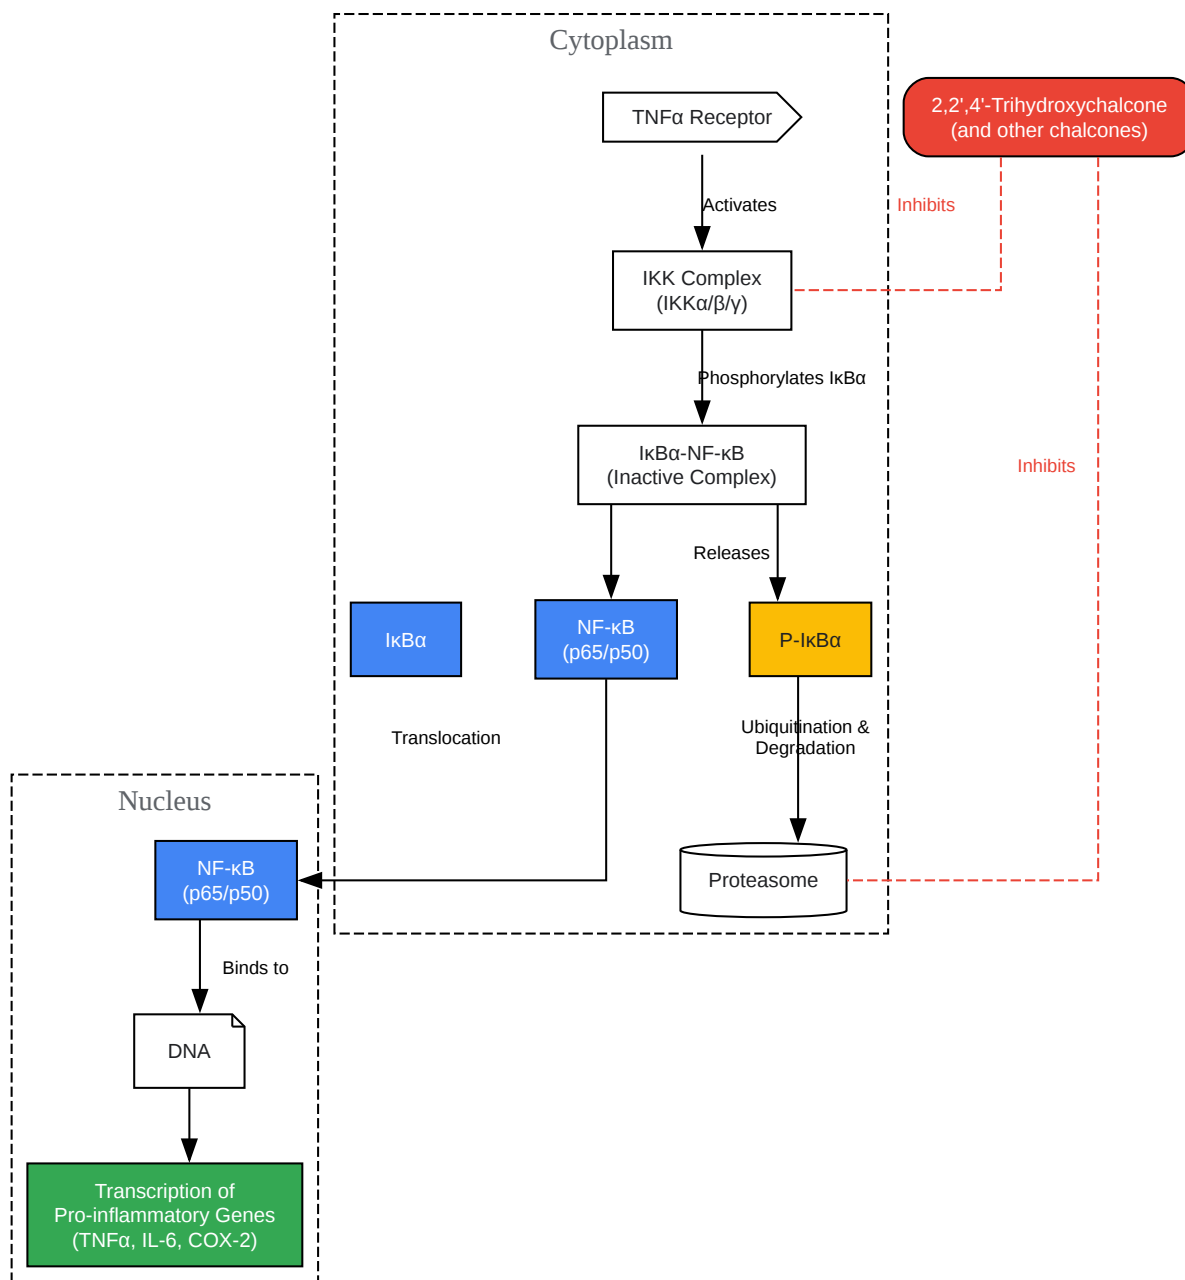 Cytoplasm
TNFα Receptor
2,2',4'-Trihydroxychalcone
(and other chalcones)
Activates
Inhibits
IKK Complex
(IKKα/β/γ)
Phosphorylates IκBα
IκBα-NF-κB
(Inactive Complex)
Inhibits
Releases
IκBα
NF-κB
(p65/p50)
P-IκBα
Translocation
Ubiquitination &
Degradation
Nucleus
NF-κB
(p65/p50)
Proteasome
Binds to
DNA
Transcription of
Pro-inflammatory Genes
(TNFα, IL-6, COX-2)